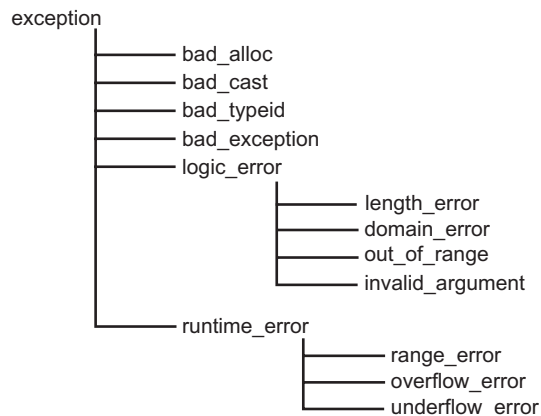 exception
bad_alloc
bad_cast
bad_typeid
bad_exception
logic_error
length_error
domain_error
out_of_range
invalid_argument
runtime_error
range_error
overflow_error
underflow_error